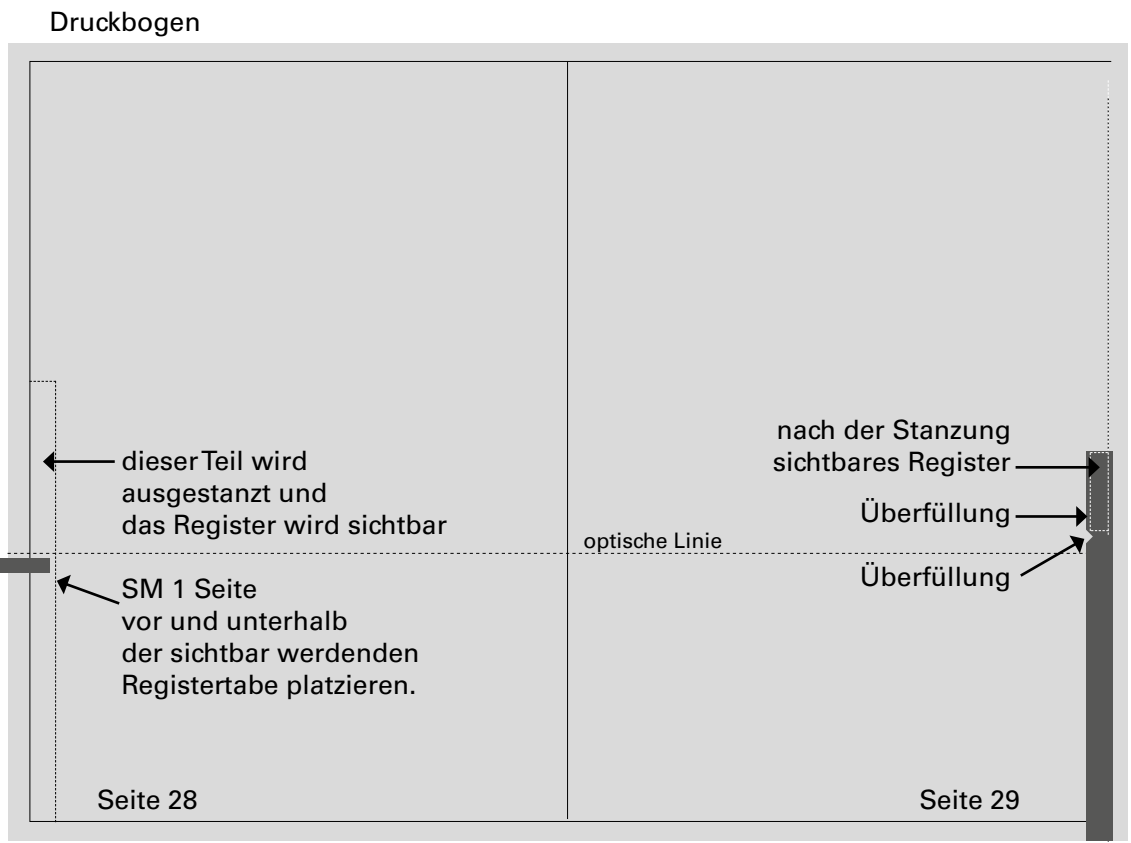 Druckbogen
dieser Teil wird
ausgestanzt und
das Register wird sichtbar
nach der Stanzung
sichtbares Register
Überfüllung
optische Linie
Überfüllung
SM 1 Seite
vor und unterhalb
der sichtbar werdenden
Registertabe platzieren.
Seite 28
Seite 29